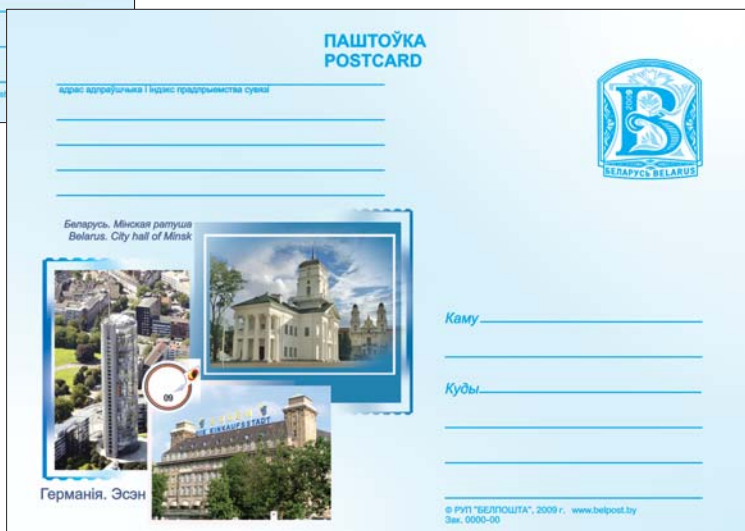 ПАШТОЎКА
POSTCARD
адрас адпраўшчыка і індэкс прадпрыемства сувязі
2009
БЕЛАРУСЬ BELARUS
Беларусь. Мінская ратуша
Belarus. City hall of Minsk
09
ESSEN
DIE EINKAUFSSTADT
Германія. Эсэн
Каму
Куды
© РУП "БЕЛПОШТА", 2009 г. www.belpost.by
Зак. 0000-00